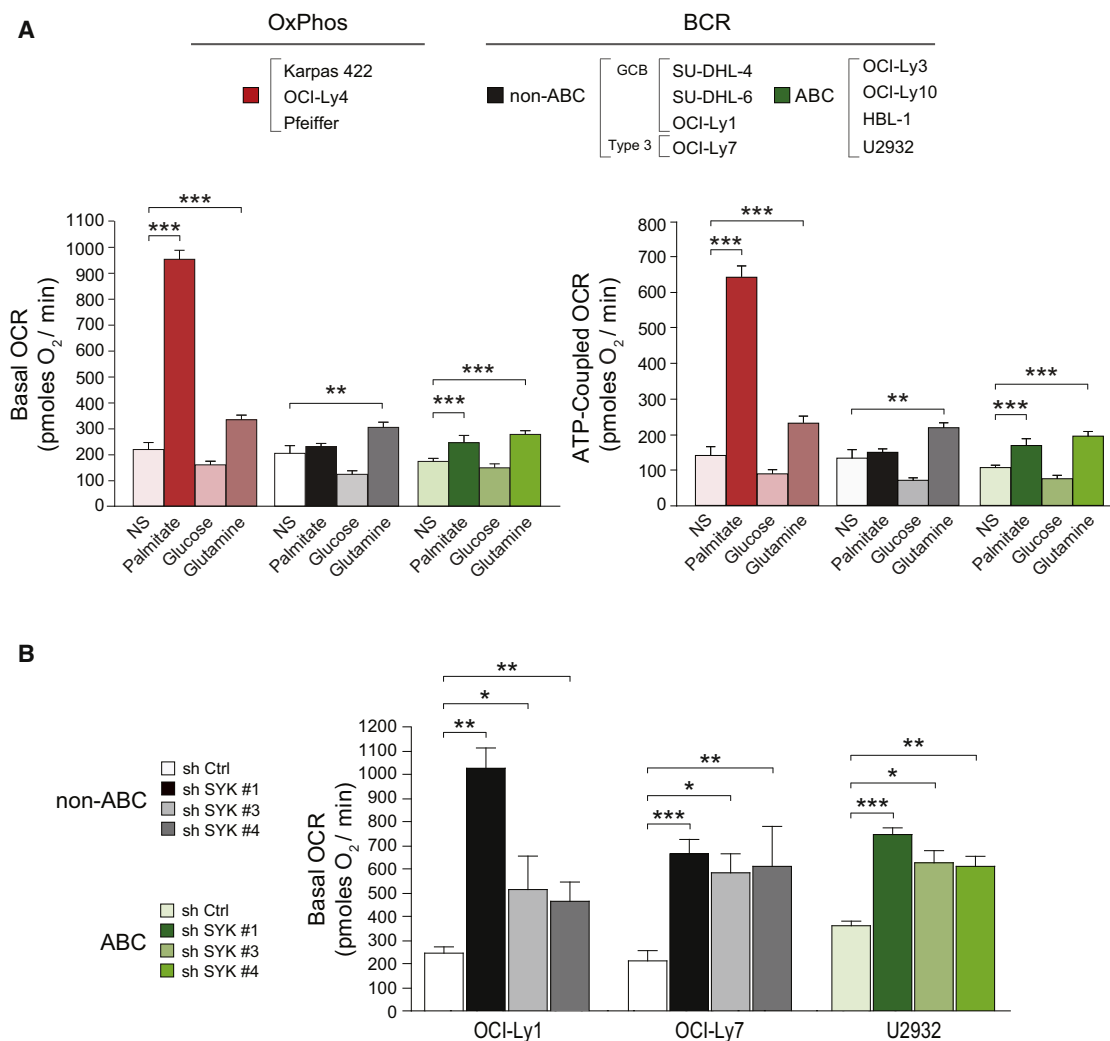 A
OxPhos
BCR
Karpas 422
OCI-Ly4
Pfeiffer
non-ABC
GCB
SU-DHL-4
SU-DHL-6
OCI-Ly1
Type 3
OCI-Ly7
ABC
OCI-Ly3
OCI-Ly10
HBL-1
U2932
Basal OCR
(pmoles O2 / min)
1100
1000
900
800
700
600
500
400
300
200
100
0
***
***
**
***
***
NS
Palmitate
Glucose
Glutamine
NS
Palmitate
Glucose
Glutamine
NS
Palmitate
Glucose
Glutamine
ATP-Coupled OCR
(pmoles O2 / min)
800
700
600
500
400
300
200
100
0
***
***
**
***
***
NS
Palmitate
Glucose
Glutamine
NS
Palmitate
Glucose
Glutamine
NS
Palmitate
Glucose
Glutamine
B
non-ABC
sh Ctrl
sh SYK #1
sh SYK #3
sh SYK #4
ABC
sh Ctrl
sh SYK #1
sh SYK #3
sh SYK #4
Basal OCR
(pmoles O2 / min)
1200
1100
1000
900
800
700
600
500
400
300
200
100
0
**
*
**
**
*
***
**
*
***
OCI-Ly1
OCI-Ly7
U2932